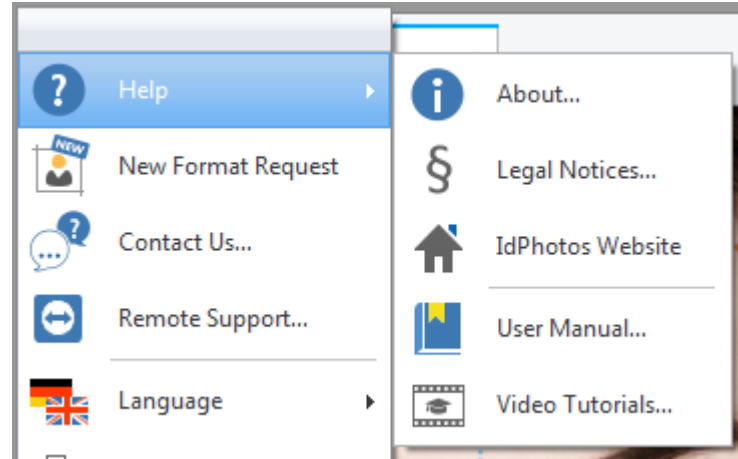 Help
NEW
New Format Request
Contact Us...
Remote Support...
Language
About...
§ Legal Notices...
IdPhotos Website
User Manual...
Video Tutorials...